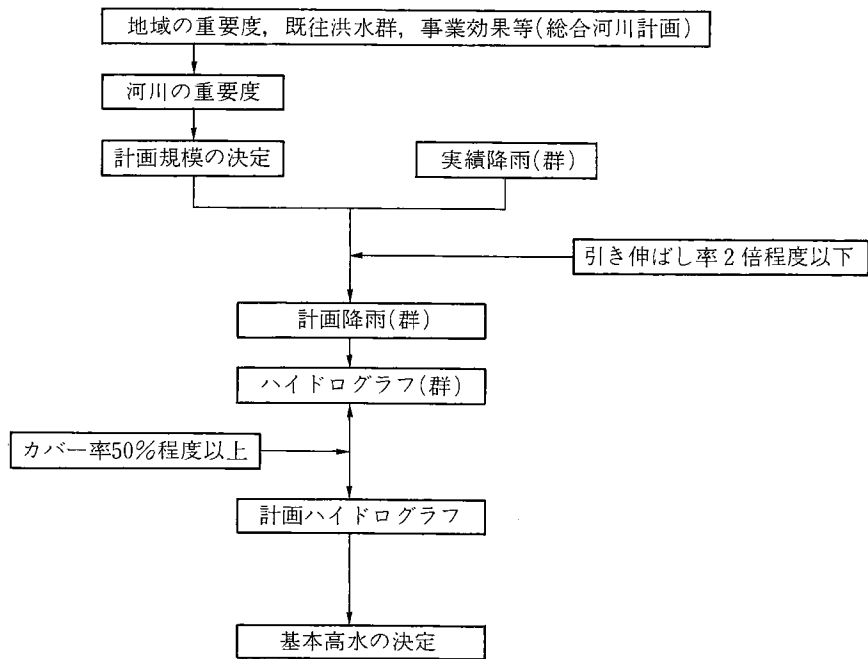 地域の重要度，既往洪水群，事業効果等(総合河川計画)
河川の重要度
計画規模の決定
実績降雨(群)
引き伸ばし率2倍程度以下
計画降雨(群)
ハイドログラフ(群)
カバー率50%程度以上
計画ハイドログラフ
基本高水の決定